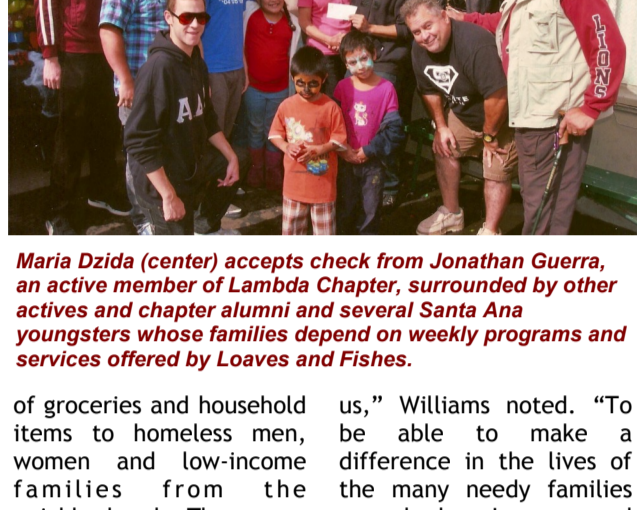 LIONS
Maria Dzida (center) accepts check from Jonathan Guerra,
an active member of Lambda Chapter, surrounded by other
actives and chapter alumni and several Santa Ana
youngsters whose families depend on weekly programs and
services offered by Loaves and Fishes.
of groceries and household
items to homeless men,
women and low-income
families from the
us,” Williams noted. “To
be able to make a
difference in the lives of
the many needy families